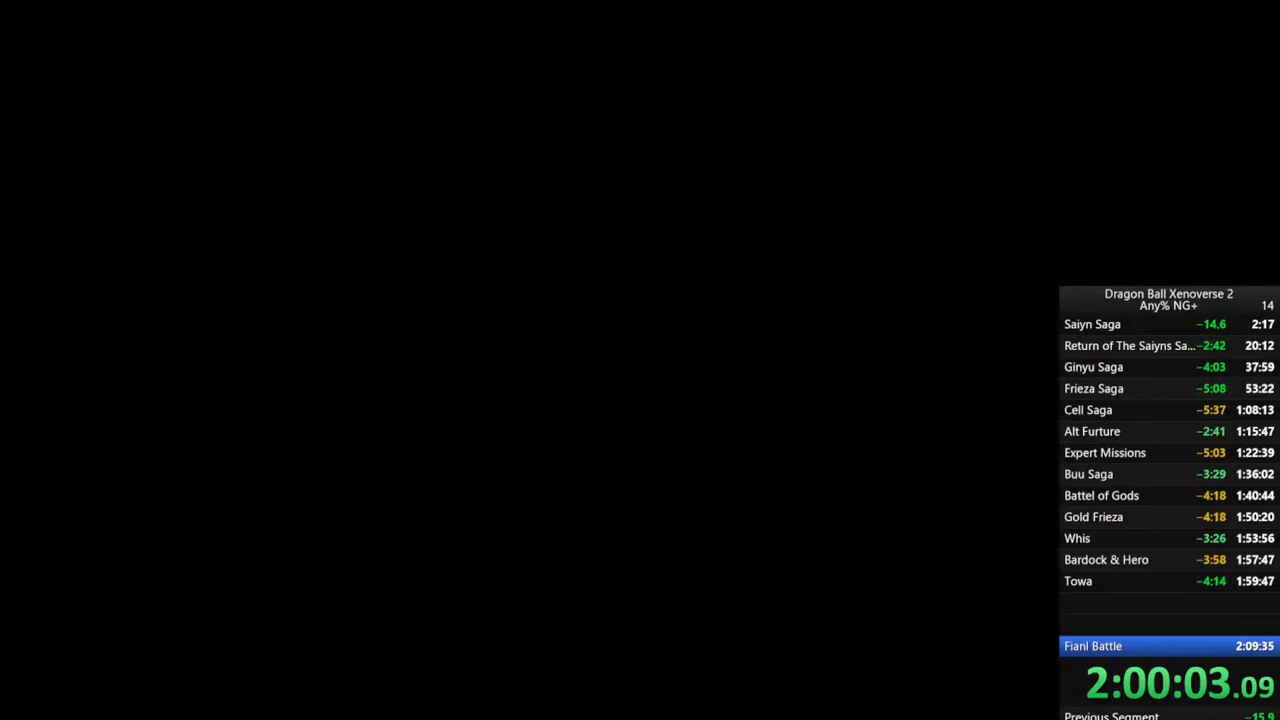 Dragon Ball Xenoverse 2
Any% NG+ 14
Saiyn Saga −14.6 2:17
Return of The Saiyns Sa... −2:42 20:12
Ginyu Saga −4:03 37:59
Frieza Saga −5:08 53:22
Cell Saga −5:37 1:08:13
Alt Furture −2:41 1:15:47
Expert Missions −5:03 1:22:39
Buu Saga −3:29 1:36:02
Battel of Gods −4:18 1:40:44
Gold Frieza −4:18 1:50:20
Whis −3:26 1:53:56
Bardock & Hero −3:58 1:57:47
Towa −4:14 1:59:47
Fianl Battle 2:09:35
2:00:03.09
Previous Segment −15.9